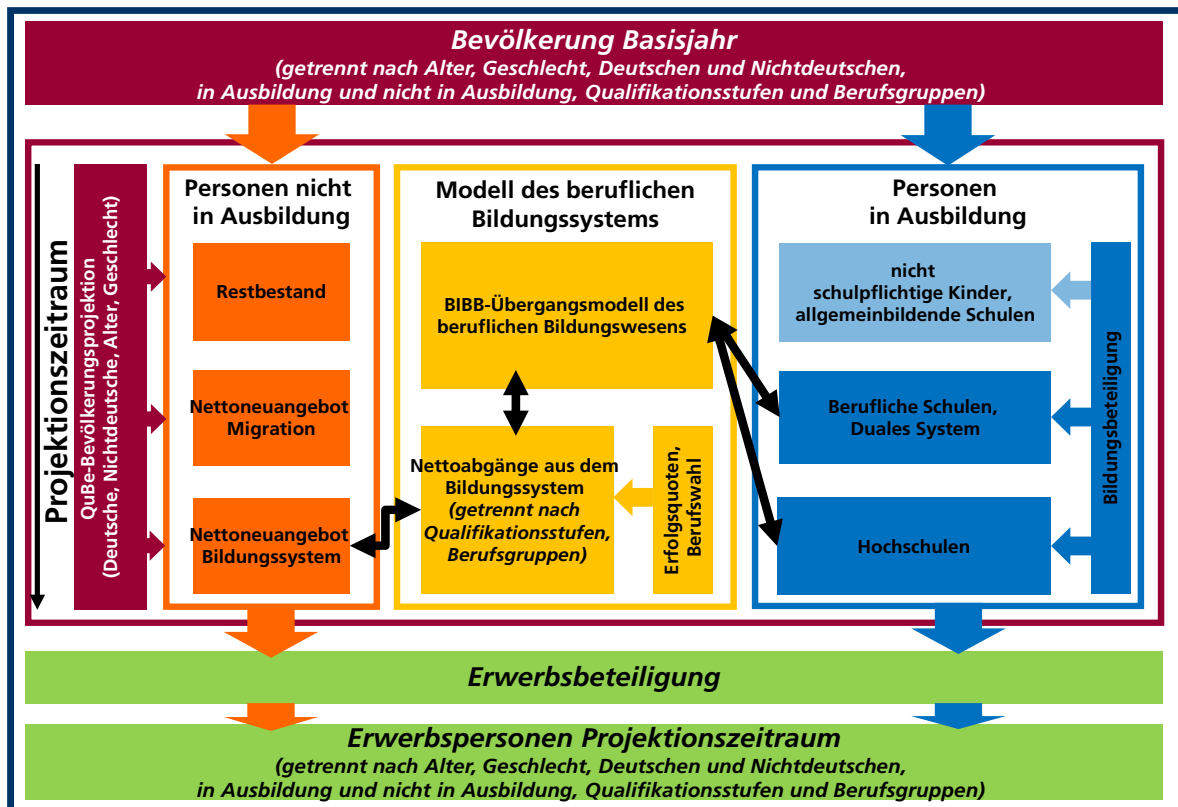 Bevölkerung Basisjahr
(getrennt nach Alter, Geschlecht, Deutschen und Nichtdeutschen,
in Ausbildung und nicht in Ausbildung, Qualifikationsstufen und Berufsgruppen)
Projektionszeitraum
QuBe-Bevölkerungsprojektion
(Deutsche, Nichtdeutsche, Alter, Geschlecht)
Personen nicht
in Ausbildung
Restbestand
Nettoneuangebot
Migration
Nettoneuangebot
Bildungssystem
Modell des beruflichen
Bildungssystems
BIBB-Übergangsmodell des
beruflichen Bildungswesens
Nettoabgänge aus dem
Bildungssystem
(getrennt nach
Qualifikationsstufen,
Berufsgruppen)
Erfolgsquoten,
Berufswahl
Personen
in Ausbildung
nicht
schulpflichtige Kinder,
allgemeinbildende Schulen
Berufliche Schulen,
Duales System
Hochschulen
Bildungsbeteiligung
Erwerbsbeteiligung
Erwerbspersonen Projektionszeitraum
(getrennt nach Alter, Geschlecht, Deutschen und Nichtdeutschen,
in Ausbildung und nicht in Ausbildung, Qualifikationsstufen und Berufsgruppen)